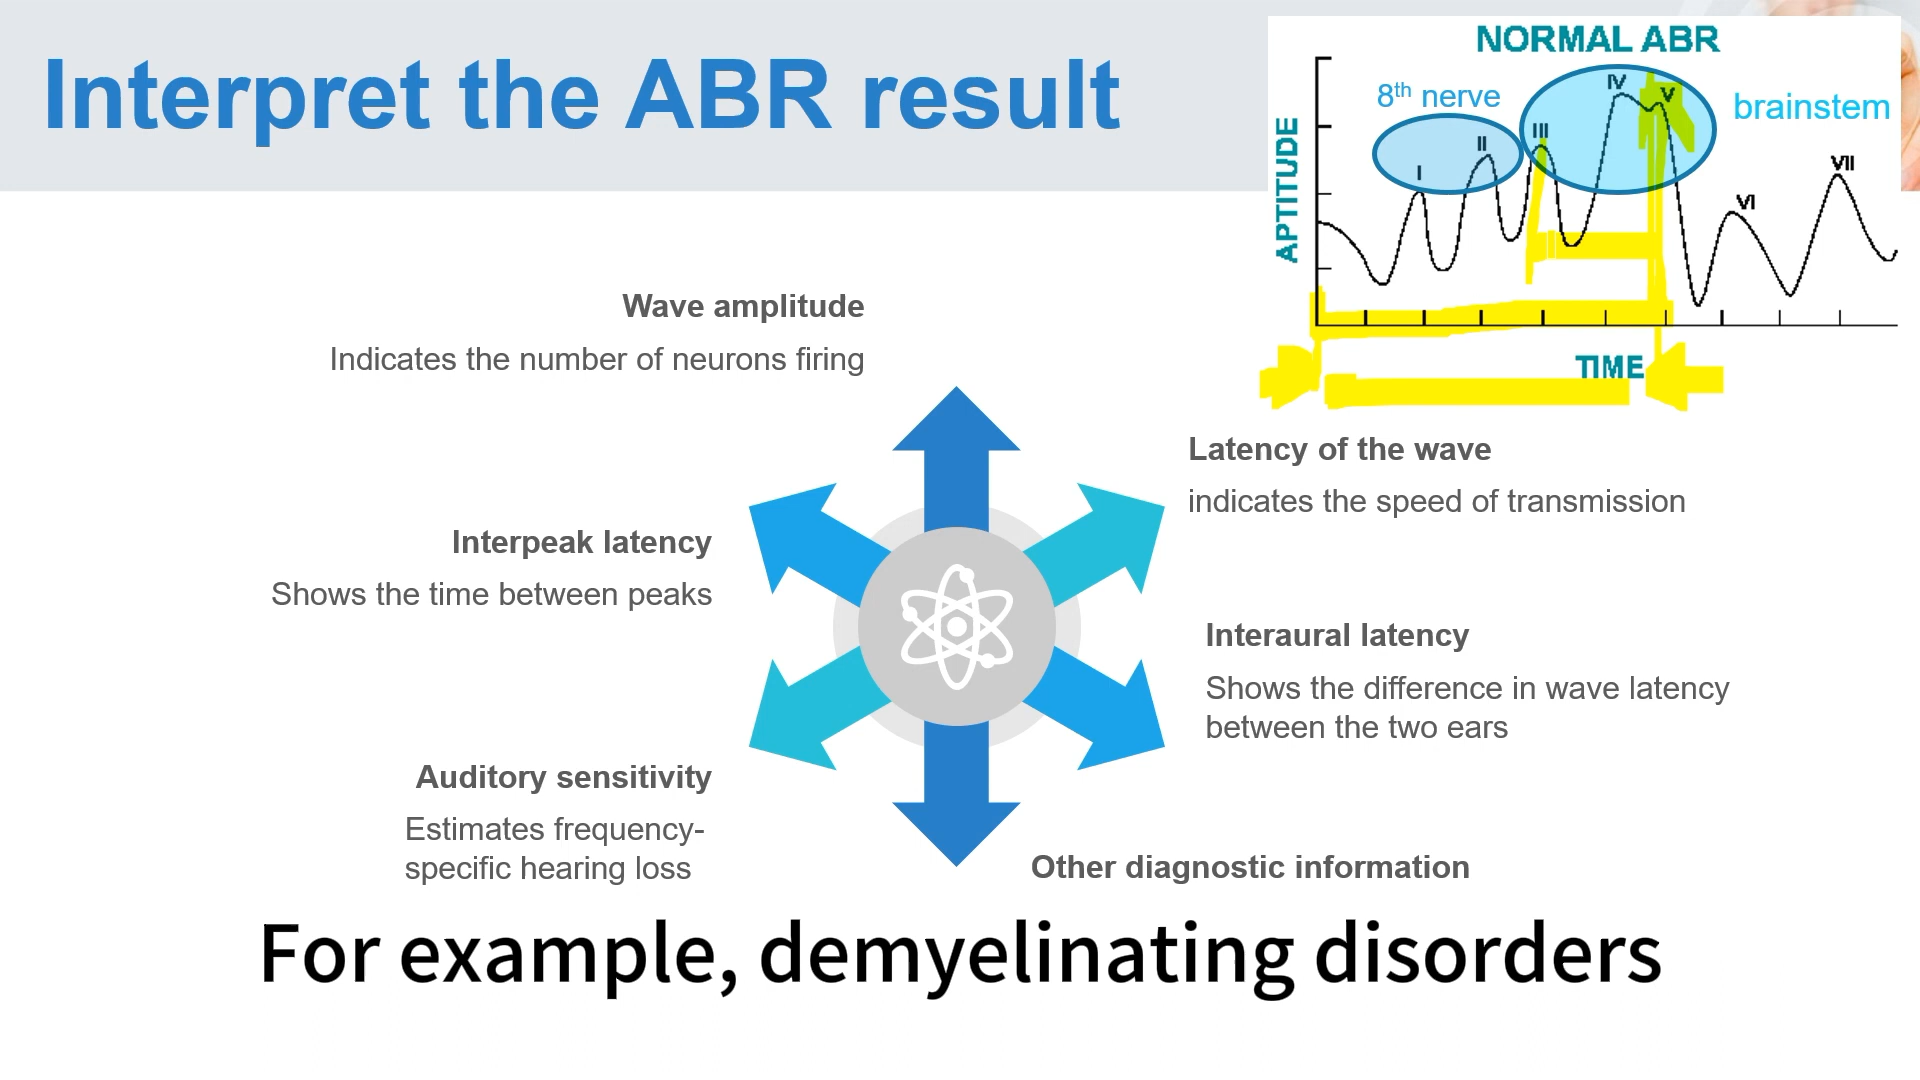 Interpret the ABR result
NORMAL ABR
8th nerve
brainstem
I
II
III
IV
V
VI
VII
APTITUDE
TIME
Wave amplitude
Indicates the number of neurons firing
Latency of the wave
indicates the speed of transmission
Interpeak latency
Shows the time between peaks
Interaural latency
Shows the difference in wave latency
between the two ears
Auditory sensitivity
Estimates frequency-
specific hearing loss
Other diagnostic information
For example, demyelinating disorders